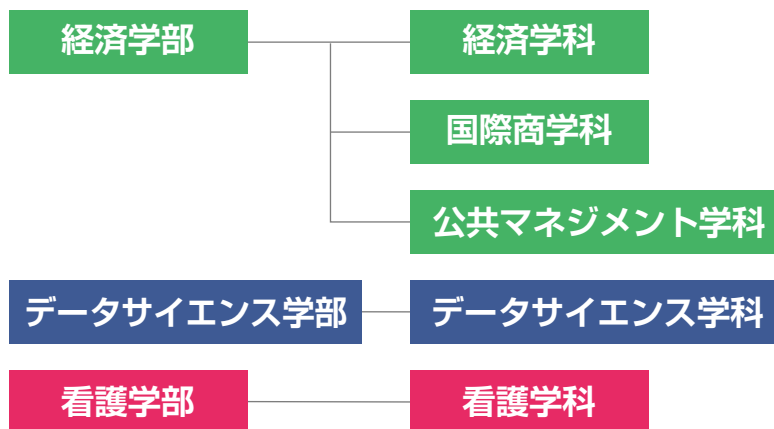 経済学部
経済学科
国際商学科
公共マネジメント学科
データサイエンス学部
データサイエンス学科
看護学部
看護学科